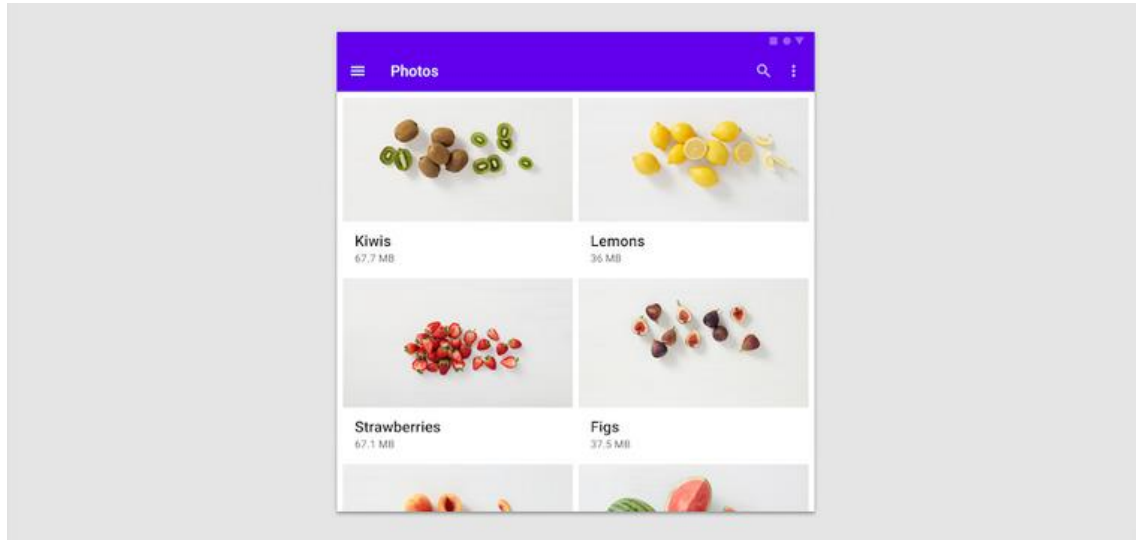 Photos
Kiwis
67.7 MB
Lemons
36 MB
Strawberries
67.1 MB
Figs
37.5 MB